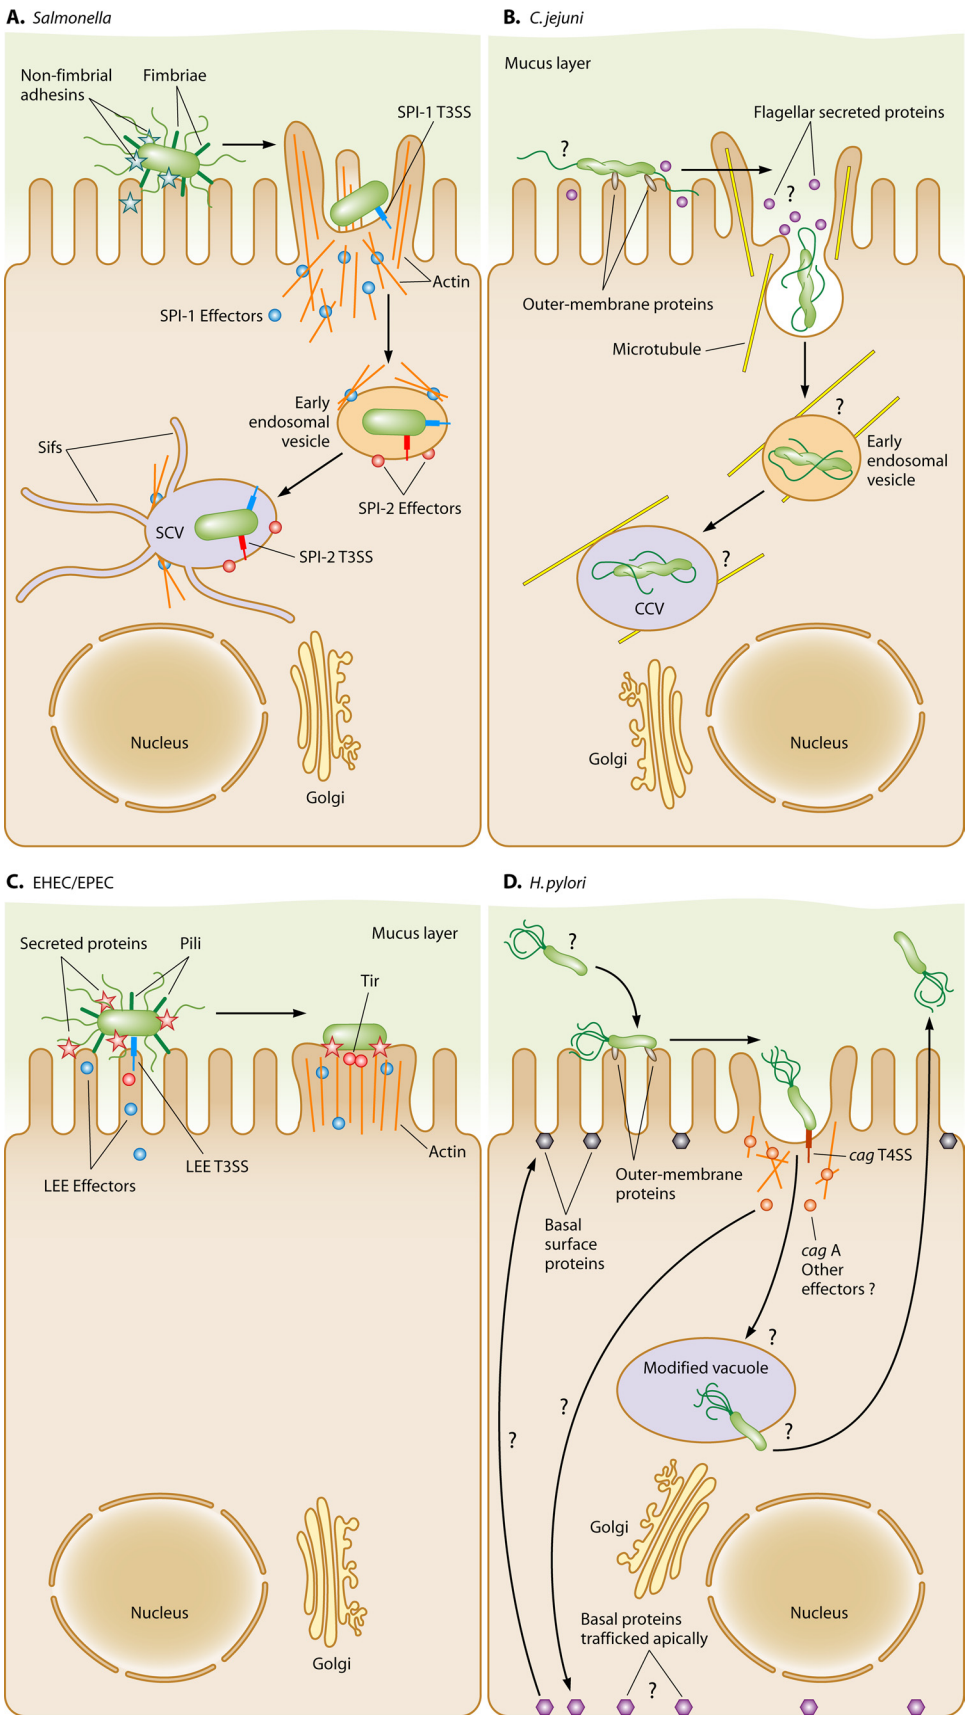 A. Salmonella
Non-fimbrial
adhesins
Fimbriae
SPI-1 T3SS
Actin
SPI-1 Effectors
Early
endosomal
vesicle
Sifs
SPI-2 Effectors
SCV
SPI-2 T3SS
Nucleus
Golgi
B. C. jejuni
Mucus layer
Flagellar secreted proteins
?
?
Outer-membrane proteins
Microtubule
?
Early
endosomal
vesicle
?
CCV
Golgi
Nucleus
C. EHEC/EPEC
Mucus layer
Secreted proteins
Pili
Tir
Actin
LEE T3SS
LEE Effectors
Nucleus
Golgi
D. H. pylori
?
cag T4SS
Outer-membrane
proteins
Basal
surface
proteins
cag A
Other
effectors ?
?
Modified vacuole
?
?
?
Golgi
Nucleus
Basal proteins
trafficked apically
?